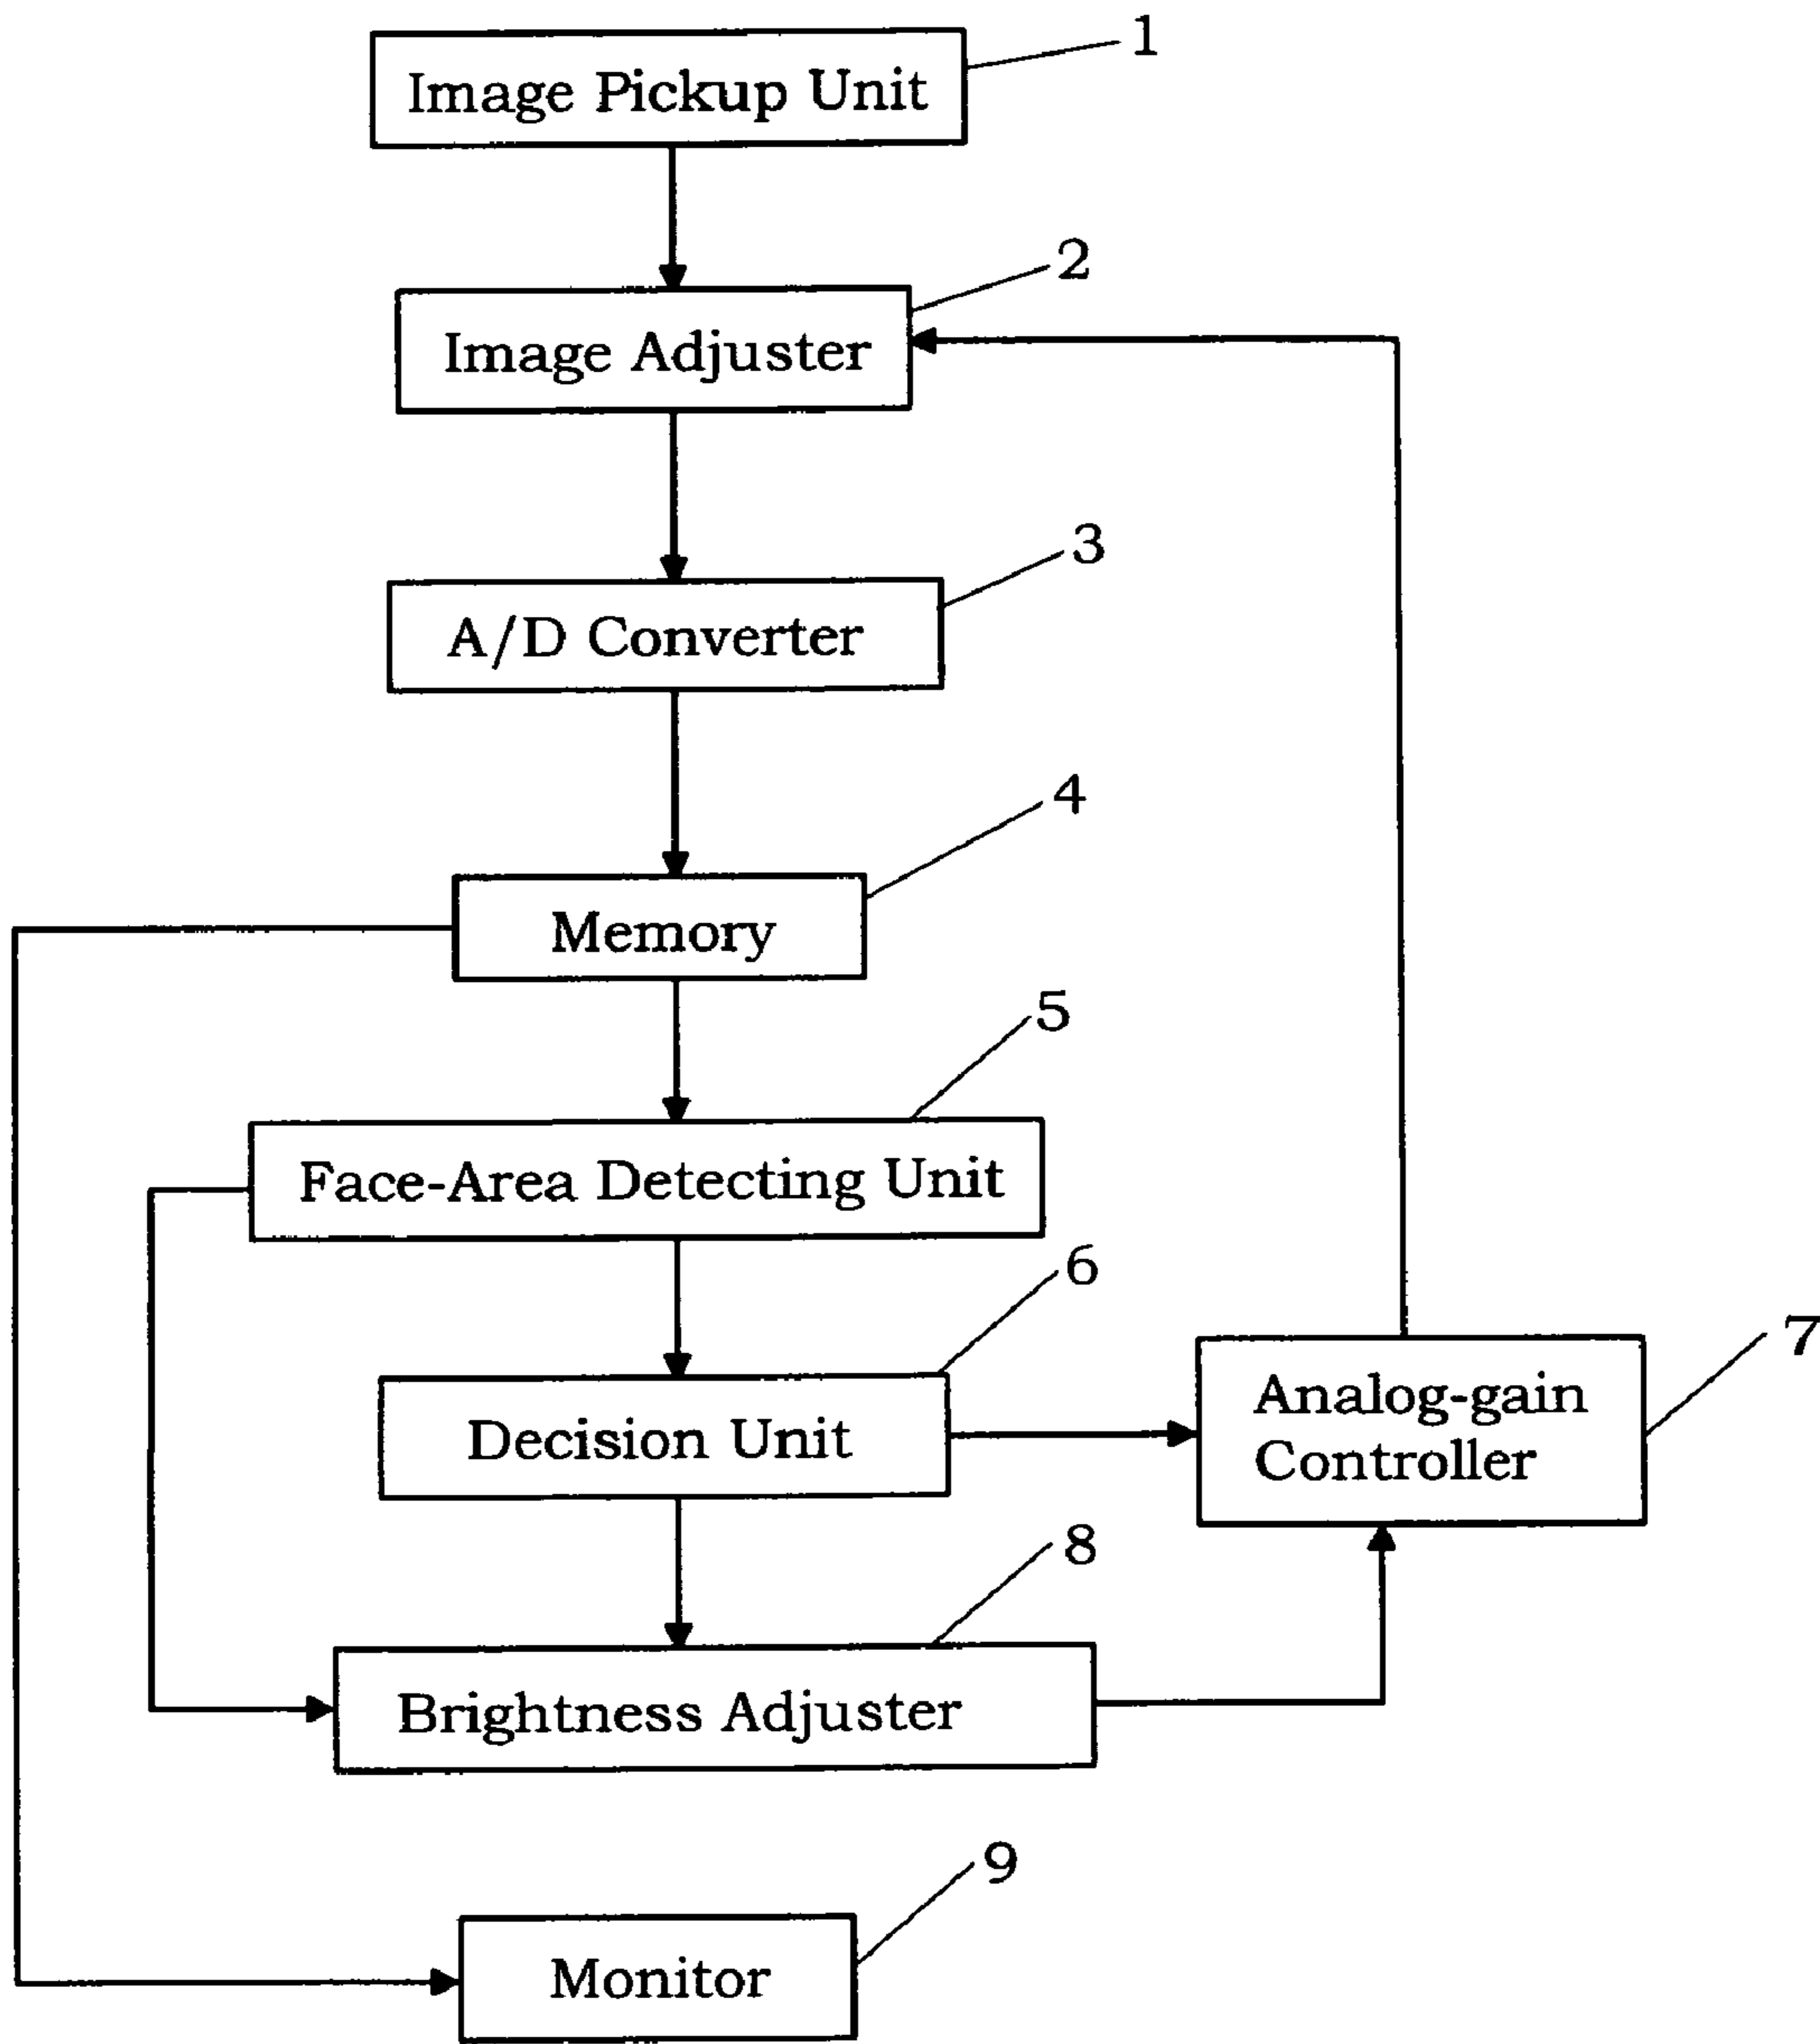 Image Pickup Unit
1
Image Adjuster
2
A/D Converter
3
Memory
4
Face-Area Detecting Unit
5
Decision Unit
6
Analog-gain
Controller
7
Brightness Adjuster
8
Monitor
9